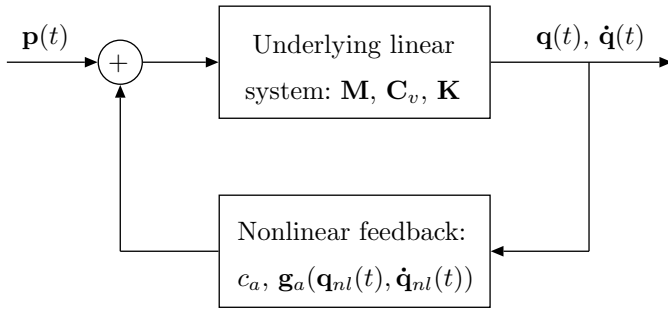 p(t)
+
Underlying linear
system: M, C_v, K
q(t), q̇(t)
Nonlinear feedback:
c_a, g_a(q_nl(t), q̇_nl(t))